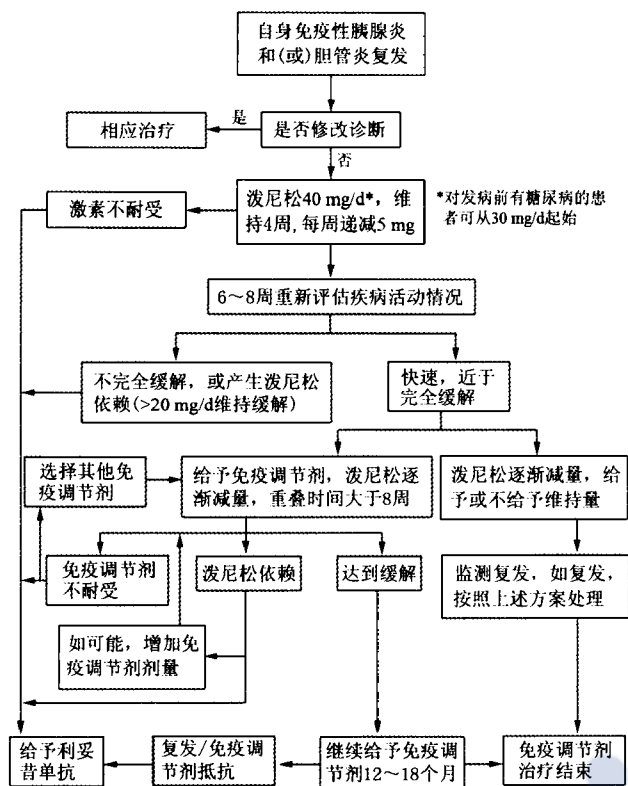 自身免疫性胰腺炎
和(或)胆管炎复发
相应治疗
是
是否修改诊断
否
激素不耐受
泼尼松40 mg/d*，维
持4周，每周递减5 mg
*对发病前有糖尿病的患
者可从30 mg/d起始
6～8周重新评估疾病活动情况
不完全缓解，或产生泼尼松
依赖(>20 mg/d维持缓解)
快速，近于
完全缓解
选择其他免
疫调节剂
给予免疫调节剂，泼尼松逐
渐减量，重叠时间大于8周
泼尼松逐渐减量，给
予或不给予维持量
免疫调节剂
不耐受
泼尼松依赖
达到缓解
监测复发，如复发，
按照上述方案处理
如可能，增加免
疫调节剂剂量
给予利妥
昔单抗
复发/免疫调
节剂抵抗
继续给予免疫调
节剂12～18个月
免疫调节剂
治疗结束